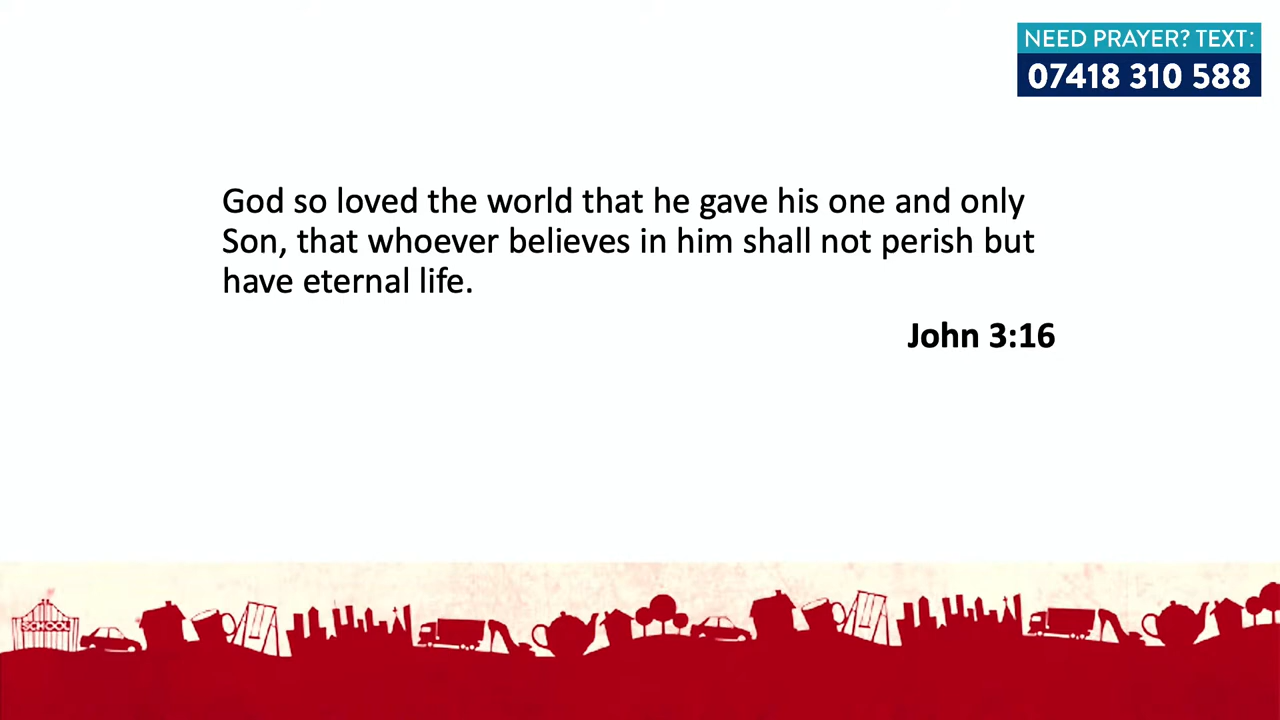 NEED PRAYER? TEXT:
07418 310 588
God so loved the world that he gave his one and only
Son, that whoever believes in him shall not perish but
have eternal life.
John 3:16
SCHOOL